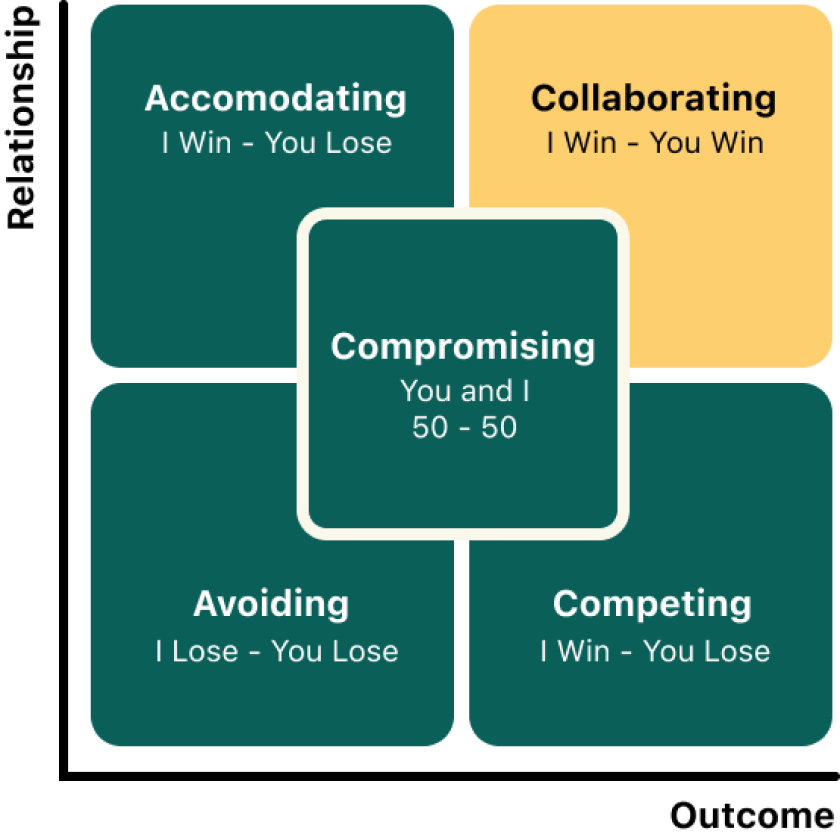 Relationship
Accomodating
I Win - You Lose
Collaborating
I Win - You Win
Compromising
You and I
50 - 50
Avoiding
I Lose - You Lose
Competing
I Win - You Lose
Outcome